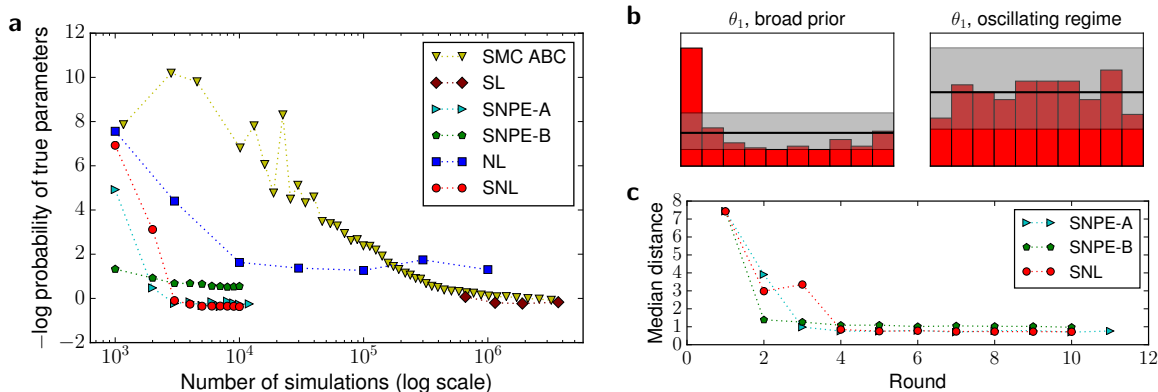 a
12
10
8
6
4
2
0
−2
−log probability of true parameters
10³
10⁴
10⁵
10⁶
Number of simulations (log scale)
SMC ABC
SL
SNPE-A
SNPE-B
NL
SNL
b
θ₁, broad prior
θ₁, oscillating regime
c
8
7
6
5
4
3
2
1
0
Median distance
0
2
4
6
8
10
12
Round
SNPE-A
SNPE-B
SNL